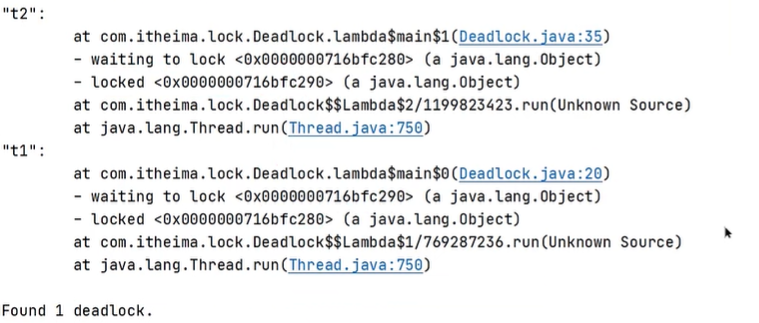 "t2":
        at com.itheima.lock.Deadlock.lambda$main$1(Deadlock.java:35)
        - waiting to lock <0x0000000716bfc280> (a java.lang.Object)
        - locked <0x0000000716bfc290> (a java.lang.Object)
        at com.itheima.lock.Deadlock$$Lambda$2/1199823423.run(Unknown Source)
        at java.lang.Thread.run(Thread.java:750)
"t1":
        at com.itheima.lock.Deadlock.lambda$main$0(Deadlock.java:20)
        - waiting to lock <0x0000000716bfc290> (a java.lang.Object)
        - locked <0x0000000716bfc280> (a java.lang.Object)
        at com.itheima.lock.Deadlock$$Lambda$1/769287236.run(Unknown Source)
        at java.lang.Thread.run(Thread.java:750)
Found 1 deadlock.